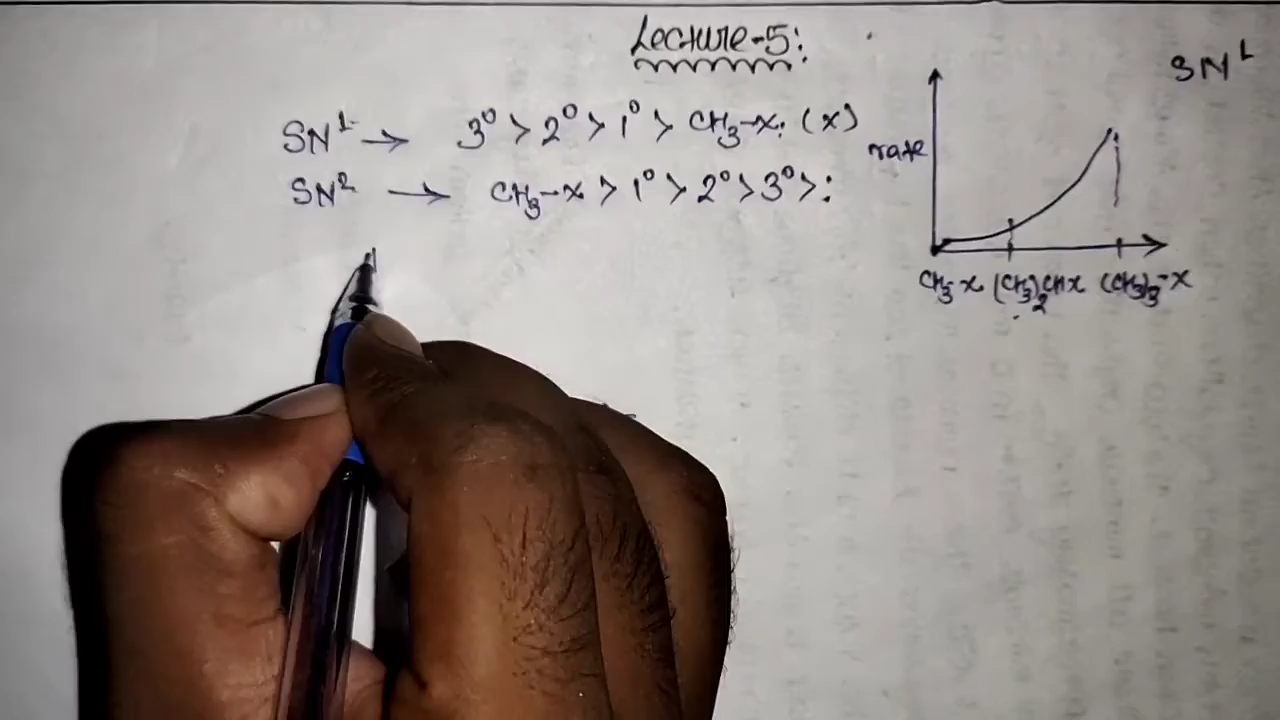 Lecture-5:
SN¹
SN¹ → 3° > 2° > 1° > CH₃-x. (x)
rate
SN² → CH₃-x > 1° > 2° > 3° > :
CH₃-x (CH₃)₂CHx (CH₃)₃-x